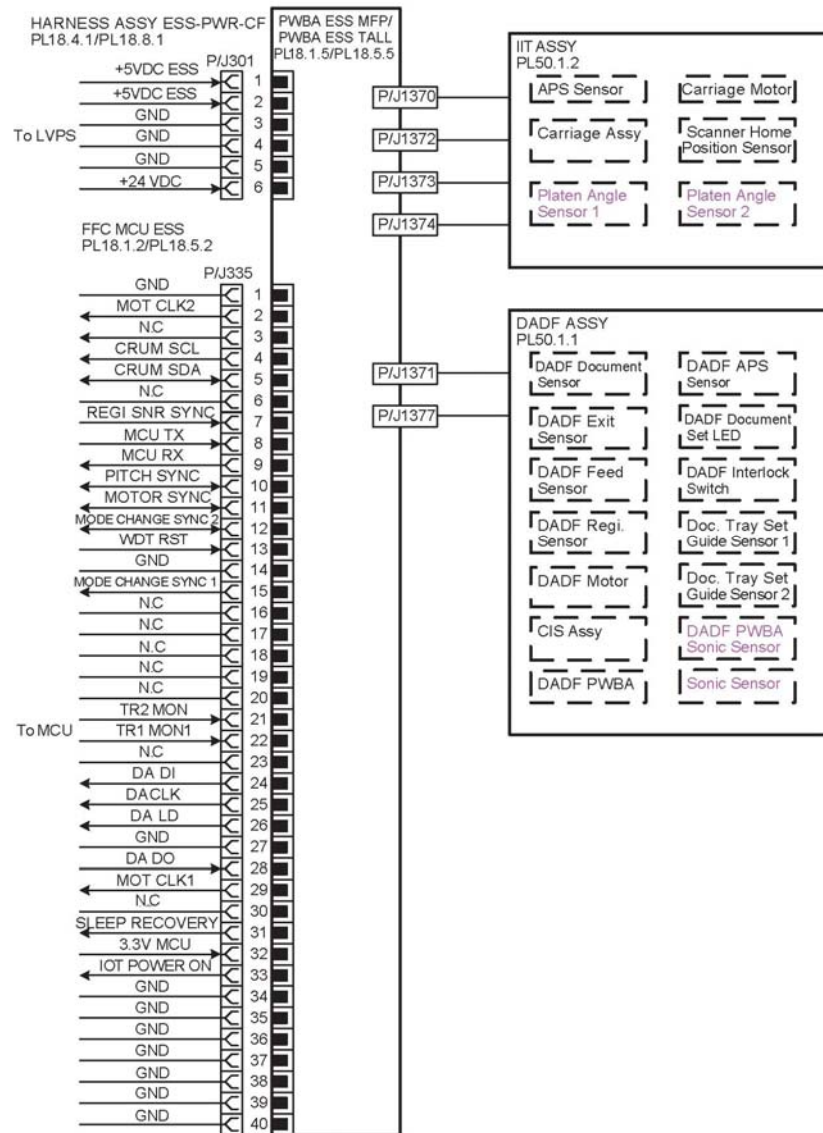 HARNESS ASSY ESS-PWR-CF
PL18.4.1/PL18.8.1
P/J301
+5VDC ESS 1
+5VDC ESS 2
GND 3
To LVPS
GND 4
GND 5
+24 VDC 6
FFC MCU ESS
PL18.1.2/PL18.5.2
P/J335
GND 1
MOT CLK2 2
N.C 3
CRUM SCL 4
CRUM SDA 5
N.C 6
REGI SNR SYNC 7
MCU TX 8
MCU RX 9
PITCH SYNC 10
MOTOR SYNC 11
MODE CHANGE SYNC 2 12
WDT RST 13
GND 14
MODE CHANGE SYNC 1 15
N.C 16
N.C 17
N.C 18
N.C 19
N.C 20
TR2 MON 21
To MCU
TR1 MON1 22
N.C 23
DA DI 24
DACLK 25
DA LD 26
GND 27
DA DO 28
MOT CLK1 29
N.C 30
SLEEP RECOVERY 31
3.3V MCU 32
IOT POWER ON 33
GND 34
GND 35
GND 36
GND 37
GND 38
GND 39
GND 40
PWBA ESS MFP/
PWBA ESS TALL
PL18.1.5/PL18.5.5
P/J1370
P/J1372
P/J1373
P/J1374
P/J1371
P/J1377
IIT ASSY
PL50.1.2
APS Sensor
Carriage Motor
Carriage Assy
Scanner Home
Position Sensor
Platen Angle
Sensor 1
Platen Angle
Sensor 2
DADF ASSY
PL50.1.1
DADF Document
Sensor
DADF APS
Sensor
DADF Exit
Sensor
DADF Document
Set LED
DADF Feed
Sensor
DADF Interlock
Switch
DADF Regi.
Sensor
Doc. Tray Set
Guide Sensor 1
DADF Motor
Doc. Tray Set
Guide Sensor 2
CIS Assy
DADF PWBA
Sonic Sensor
DADF PWBA
Sonic Sensor